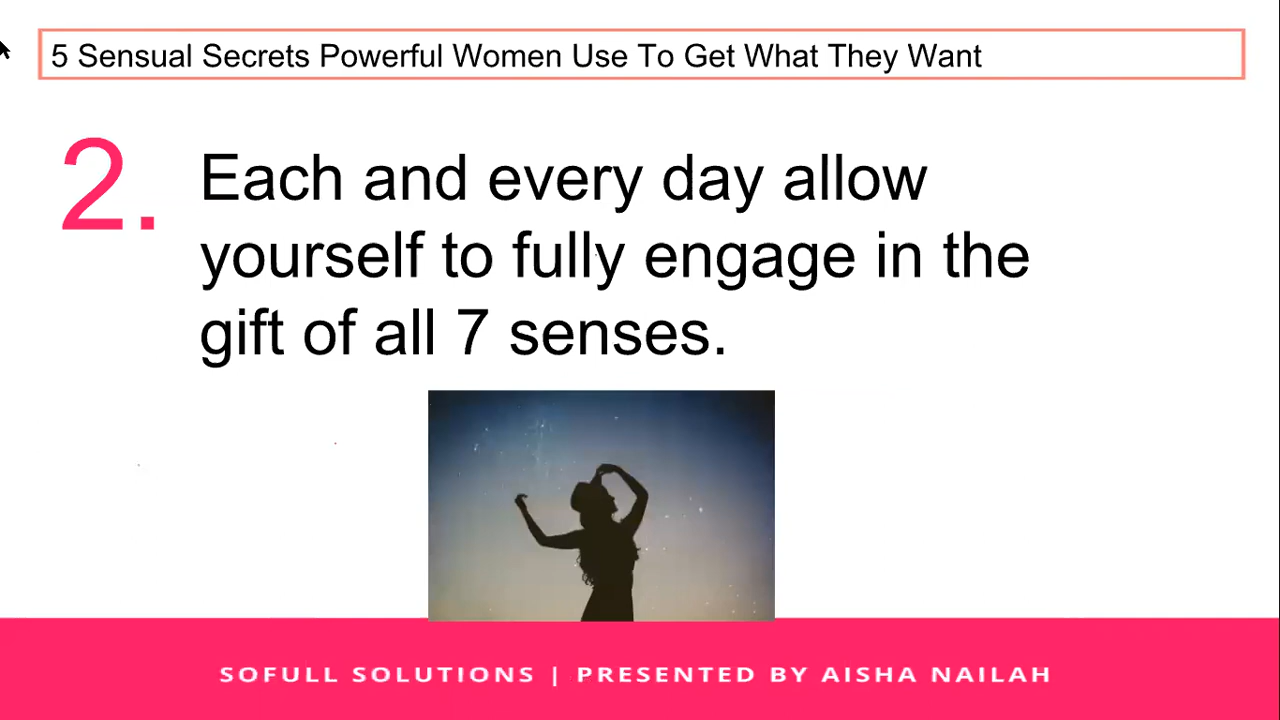 5 Sensual Secrets Powerful Women Use To Get What They Want
2. Each and every day allow
yourself to fully engage in the
gift of all 7 senses.
SOFULL SOLUTIONS | PRESENTED BY AISHA NAILAH